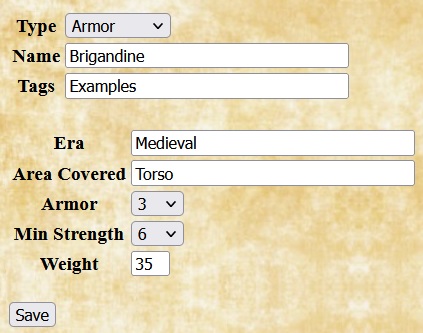 Type Armor
Name Brigandine
Tags Examples
Era Medieval
Area Covered Torso
Armor 3
Min Strength 6
Weight 35
Save